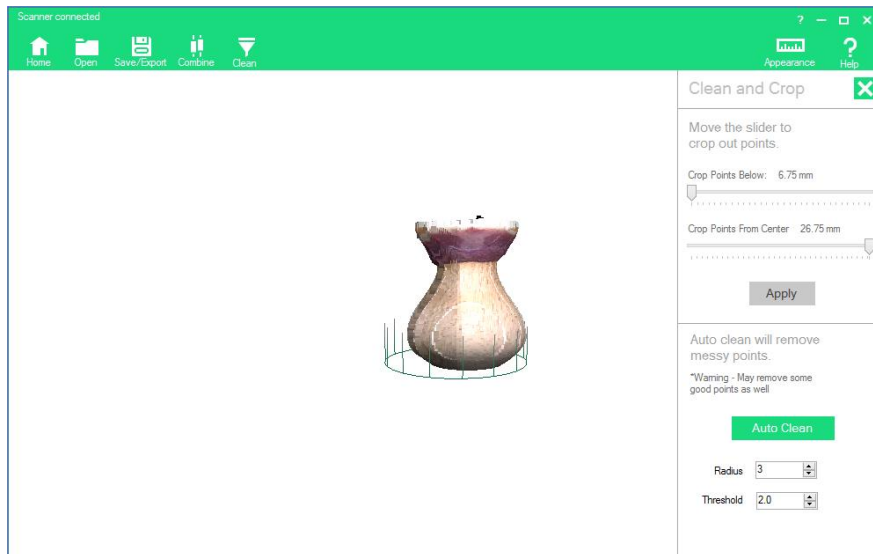 Scanner connected
?
Home Open Save/Export Combine Clean Appearance Help
Clean and Crop
Move the slider to
crop out points.
Crop Points Below: 6.75 mm
Crop Points From Center 26.75 mm
Apply
Auto clean will remove
messy points.
*Warning - May remove some
good points as well
Auto Clean
Radius 3
Threshold 2.0